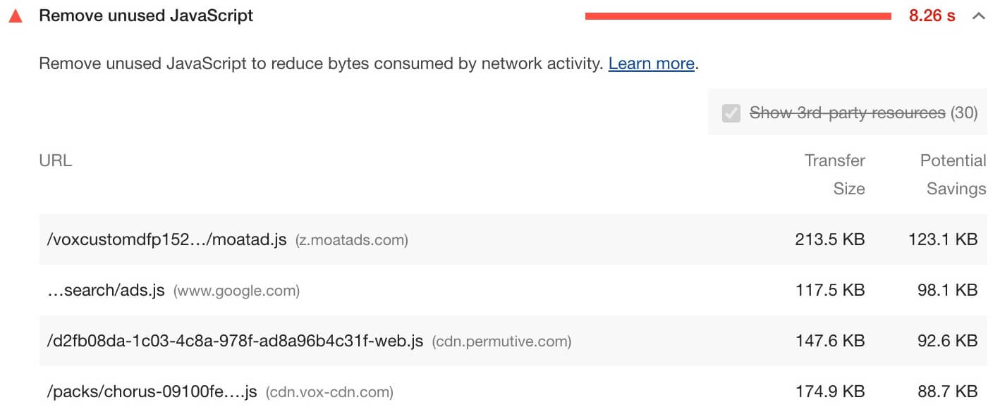 Remove unused JavaScript 8.26 s
Remove unused JavaScript to reduce bytes consumed by network activity. Learn more.
Show 3rd-party resources (30)
URL Transfer Size Potential Savings
/voxcustomdfp152…/moatad.js (z.moatads.com) 213.5 KB 123.1 KB
…search/ads.js (www.google.com) 117.5 KB 98.1 KB
/d2fb08da-1c03-4c8a-978f-ad8a96b4c31f-web.js (cdn.permutive.com) 147.6 KB 92.6 KB
/packs/chorus-09100fe….js (cdn.vox-cdn.com) 174.9 KB 88.7 KB